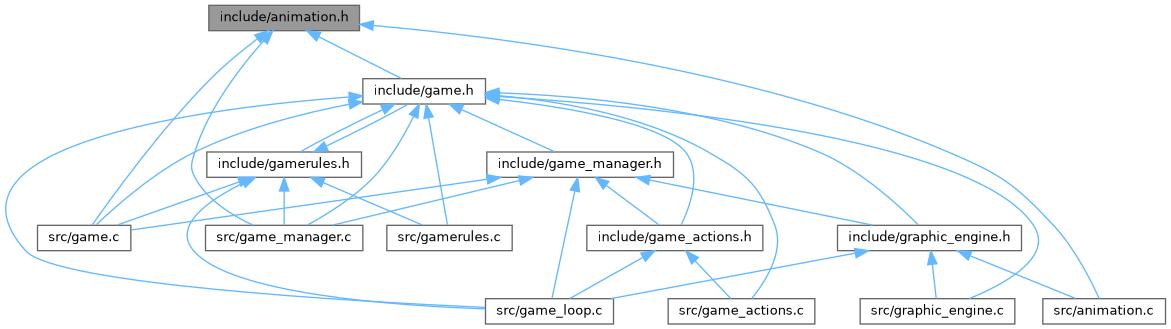 include/animation.h
include/game.h
include/gamerules.h
include/game_manager.h
src/game.c
src/game_manager.c
src/gamerules.c
include/game_actions.h
include/graphic_engine.h
src/game_loop.c
src/game_actions.c
src/graphic_engine.c
src/animation.c